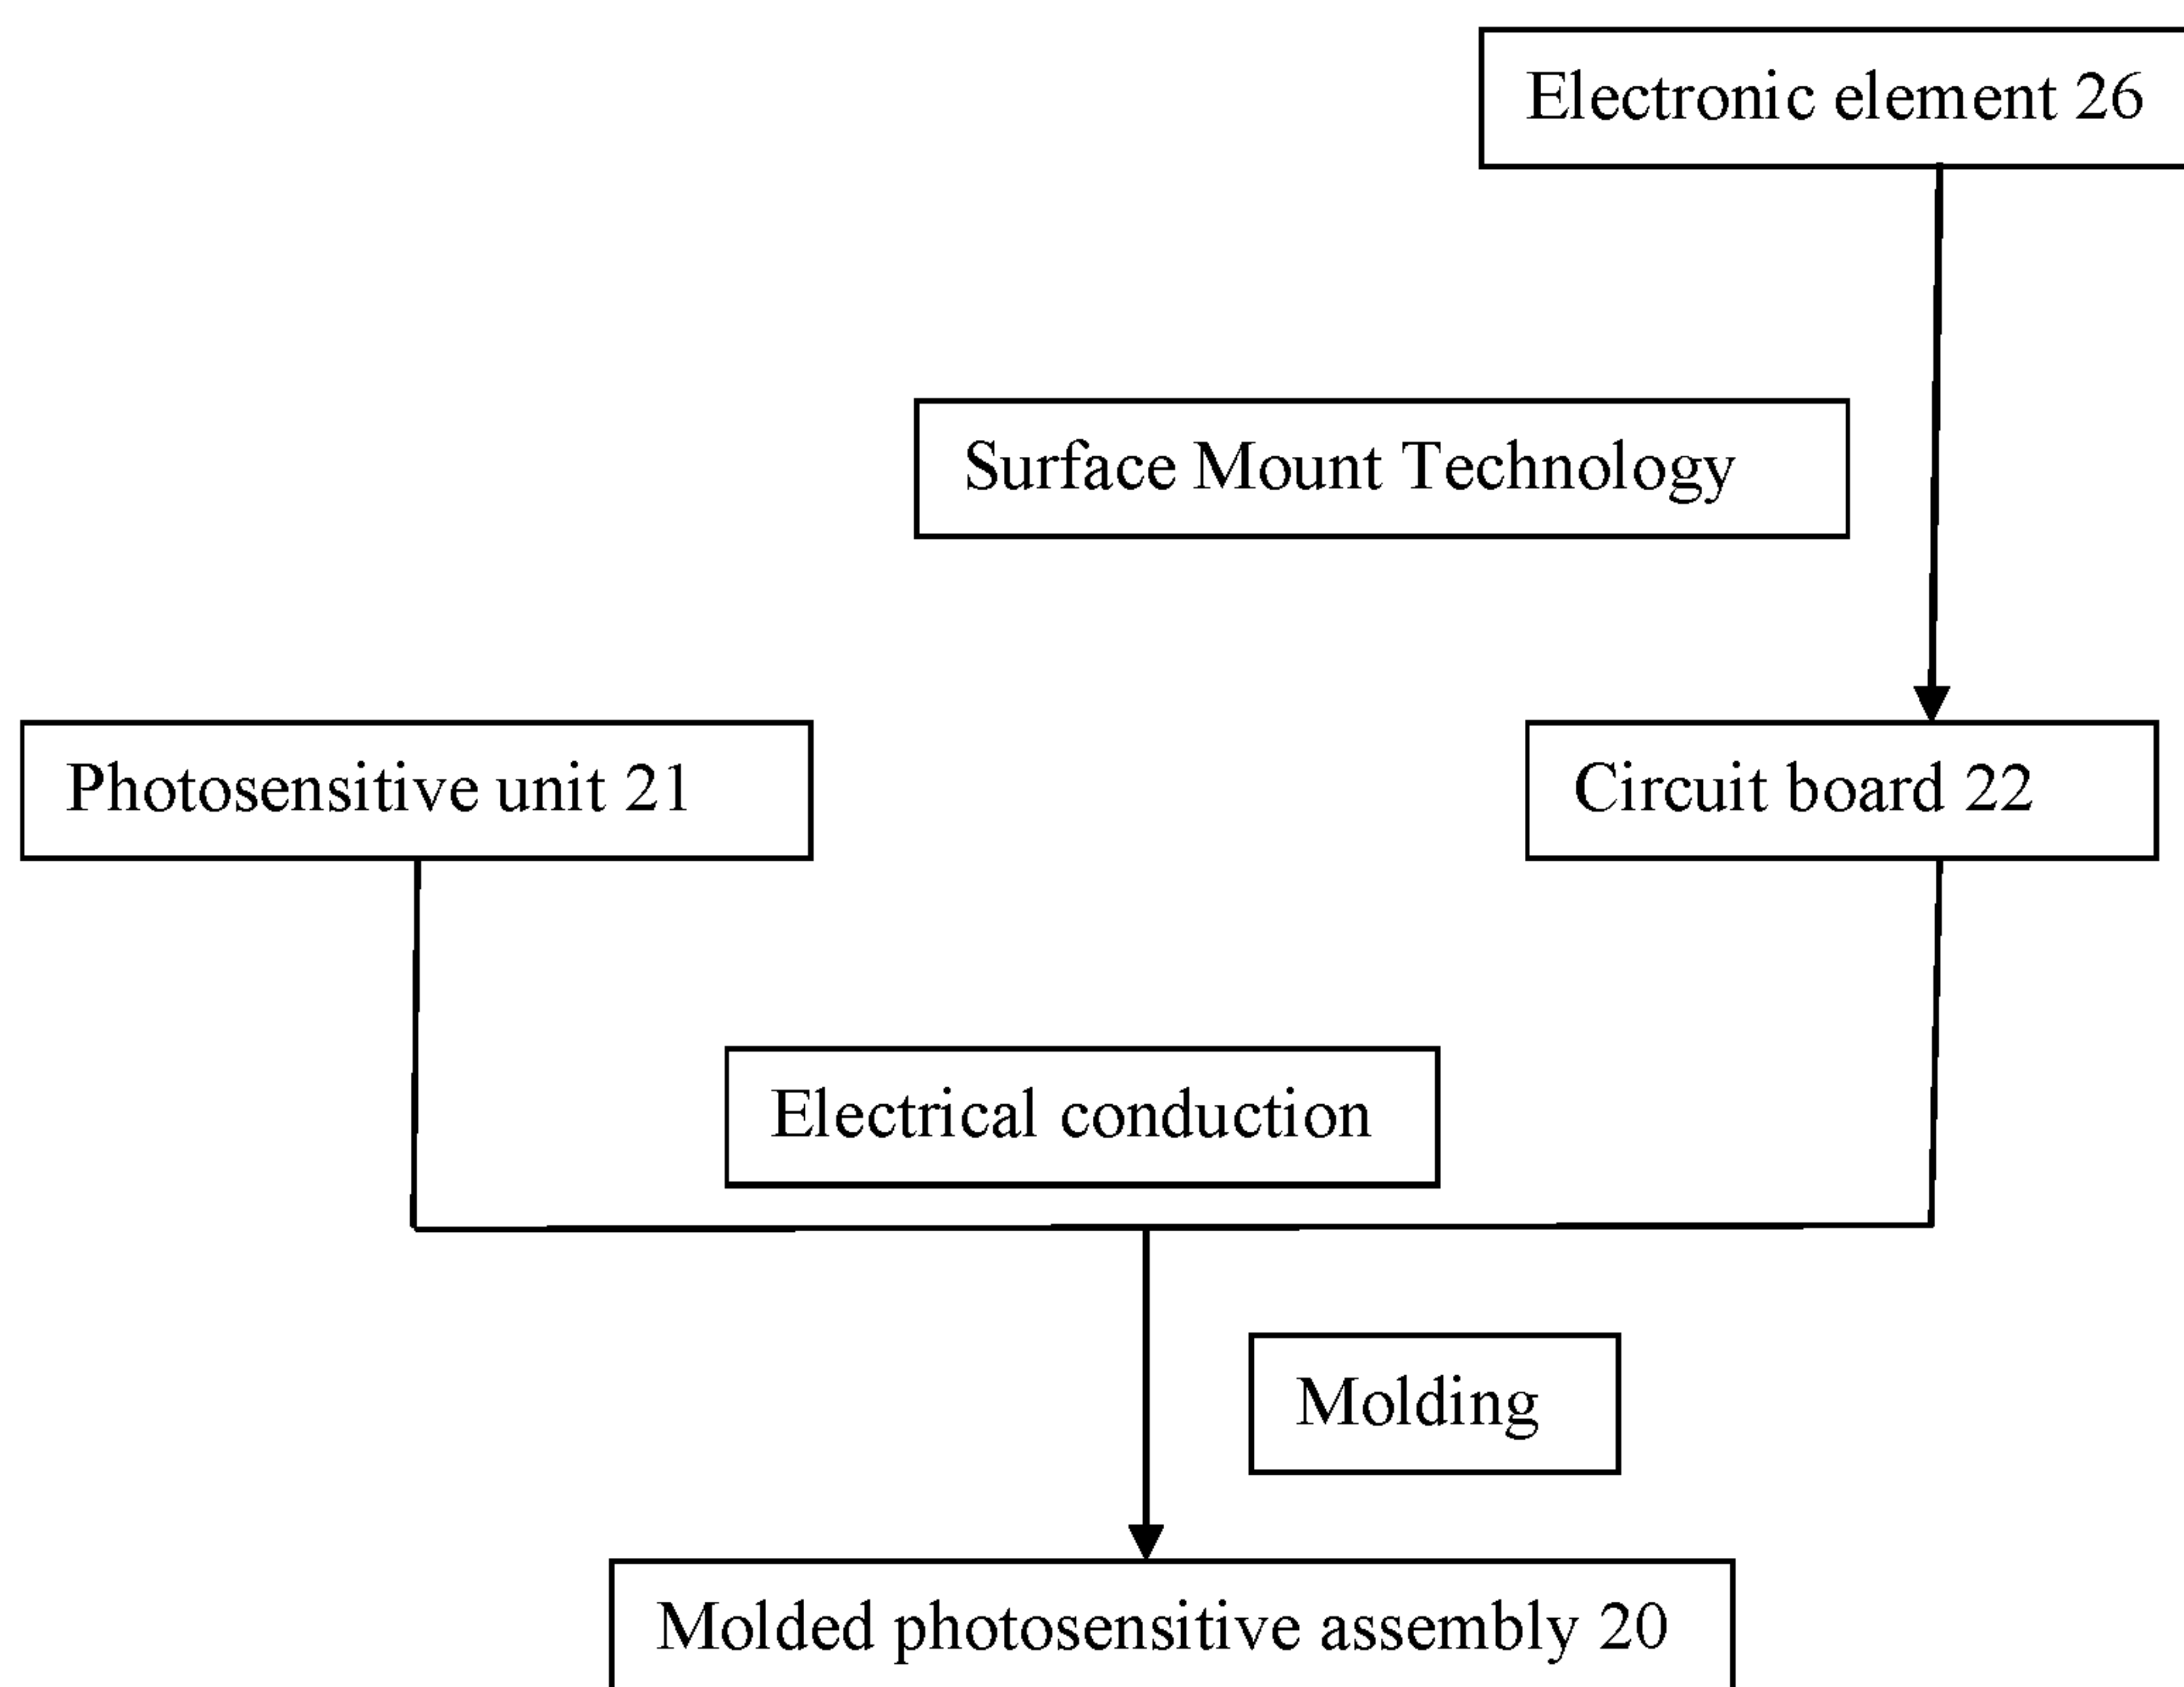 Electronic element 26
Surface Mount Technology
Photosensitive unit 21
Circuit board 22
Electrical conduction
Molding
Molded photosensitive assembly 20